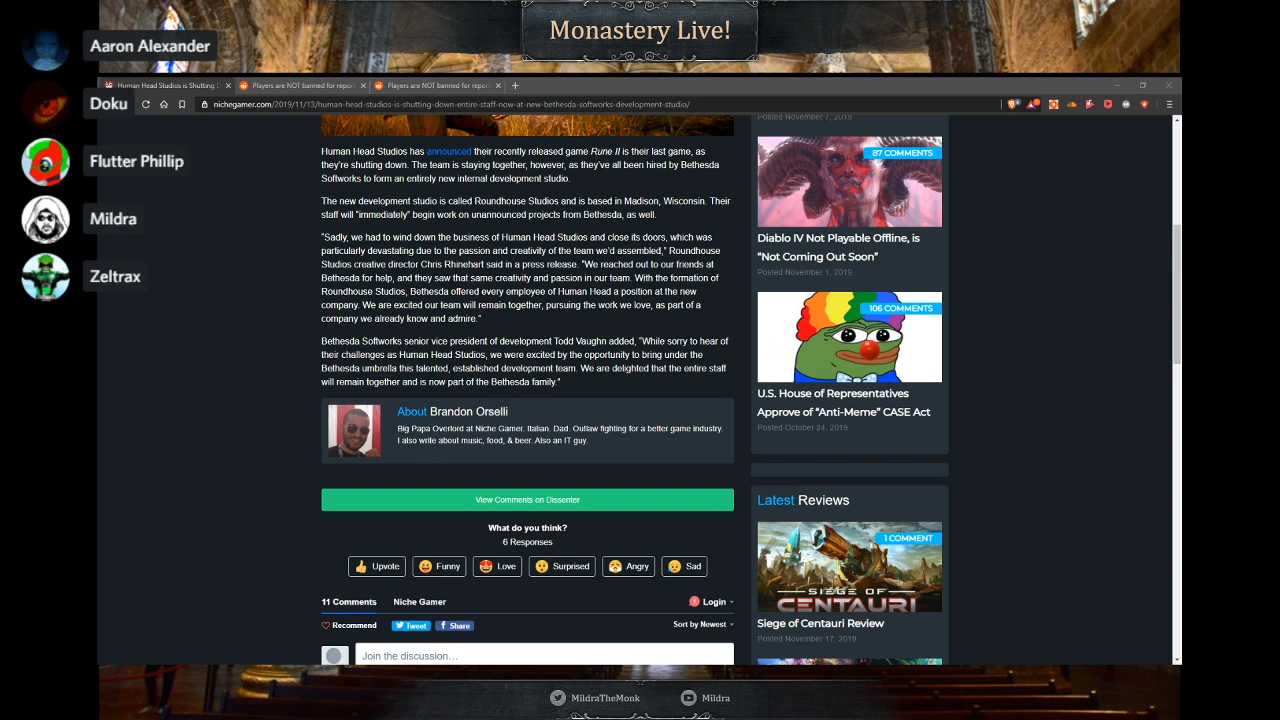 Monastery Live!
Aaron Alexander
Doku
Flutter Phillip
Mildra
Zeltrax
Human Head Studios is Shutting D
Players are NOT banned for repor
Players are NOT banned for repor
nichegamer.com/2019/11/13/human-head-studios-is-shutting-down-entire-staff-now-at-new-bethesda-softworks-development-studio/
Human Head Studios has announced their recently released game Rune II is their last game, as
they're shutting down. The team is staying together, however, as they've all been hired by Bethesda
Softworks to form an entirely new internal development studio.
The new development studio is called Roundhouse Studios and is based in Madison, Wisconsin. Their
staff will "immediately" begin work on unannounced projects from Bethesda, as well.
"Sadly, we had to wind down the business of Human Head Studios and close its doors, which was
particularly devastating due to the passion and creativity of the team we'd assembled," Roundhouse
Studios creative director Chris Rhinehart said in a press release. "We reached out to our friends at
Bethesda for help, and they saw that same creativity and passion in our team. With the formation of
Roundhouse Studios, Bethesda offered every employee of Human Head a position at the new
company. We are excited our team will remain together, pursuing the work we love, as part of a
company we already know and admire."
Bethesda Softworks senior vice president of development Todd Vaughn added, "While sorry to hear of
their challenges as Human Head Studios, we were excited by the opportunity to bring under the
Bethesda umbrella this talented, established development team. We are delighted that the entire staff
will remain together and is now part of the Bethesda family."
About Brandon Orselli
Big Papa Overlord at Niche Gamer. Italian. Dad. Outlaw fighting for a better game industry.
I also write about music, food, & beer. Also an IT guy.
View Comments on Dissenter
What do you think?
6 Responses
Upvote
Funny
Love
Surprised
Angry
Sad
11 Comments
Niche Gamer
1
Login
Recommend
Tweet
Share
Sort by Newest
Join the discussion…
Posted November 7, 2019
87 COMMENTS
Diablo IV Not Playable Offline, is
"Not Coming Out Soon"
Posted November 1, 2019
106 COMMENTS
U.S. House of Representatives
Approve of "Anti-Meme" CASE Act
Posted October 24, 2019
Latest Reviews
1 COMMENT
SIEGE OF
CENTAURI
Siege of Centauri Review
Posted November 17, 2019
MildraTheMonk
Mildra